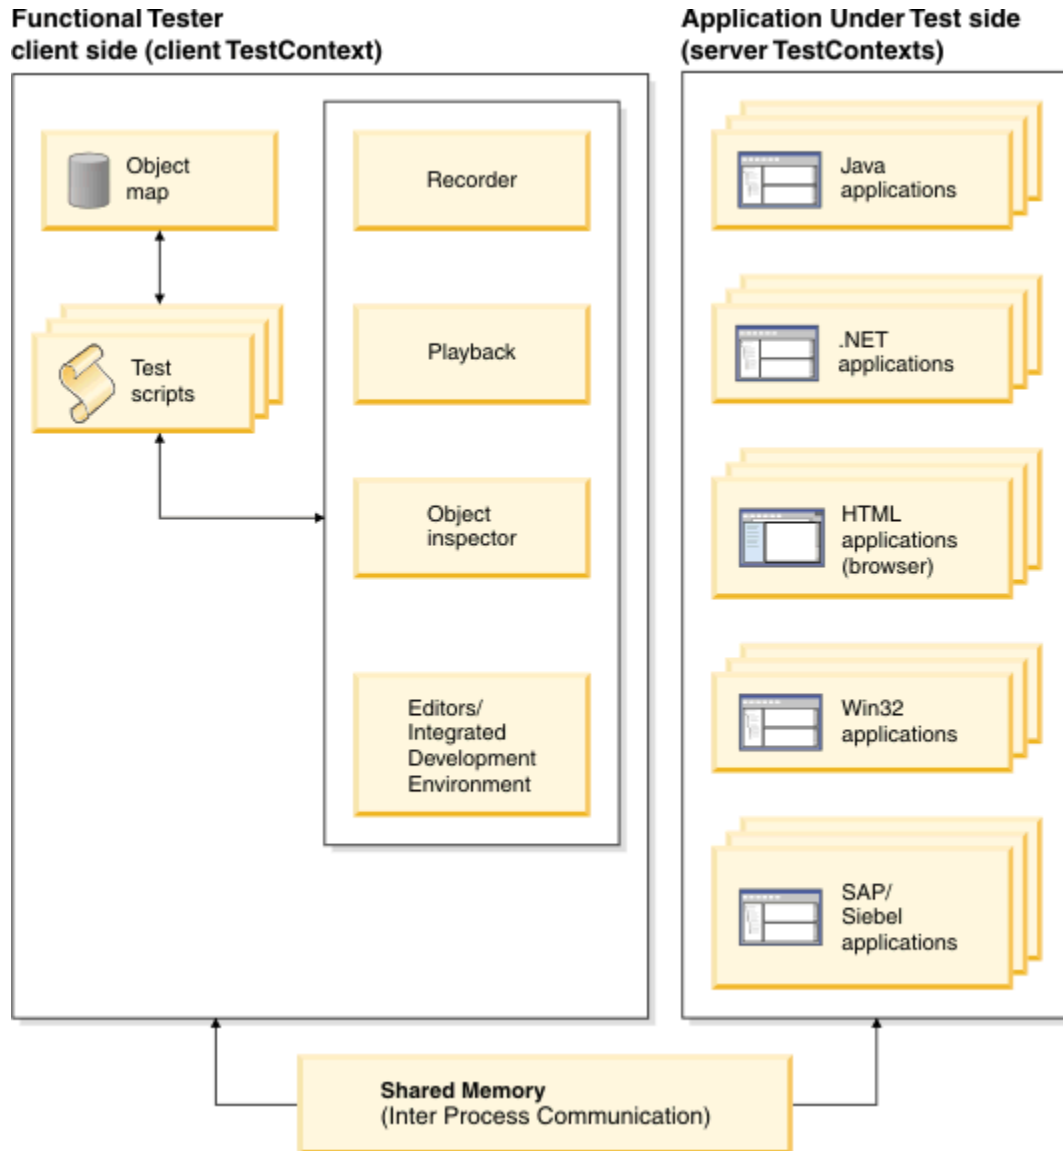 Functional Tester
client side (client TestContext)
Application Under Test side
(server TestContexts)
Object
map
Test
scripts
Recorder
Playback
Object
inspector
Editors/
Integrated
Development
Environment
Java
applications
.NET
applications
HTML
applications
(browser)
Win32
applications
SAP/
Siebel
applications
Shared Memory
(Inter Process Communication)